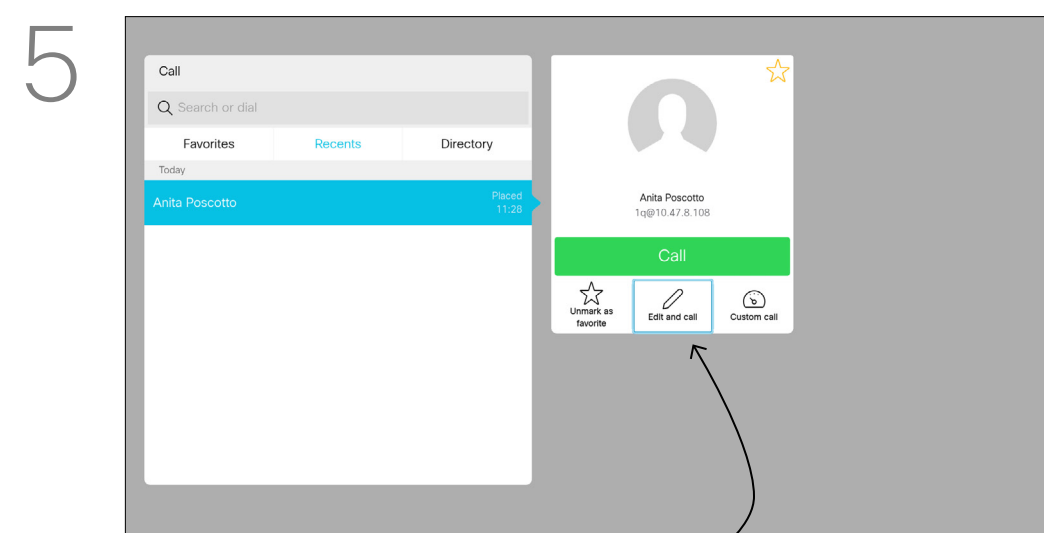 5
Call
Search or dial
Favorites Recents Directory
Today
Anita Poscotto Placed
11:28
Anita Poscotto
1q@10.47.8.108
Call
Unmark as
favorite
Edit and call
Custom call